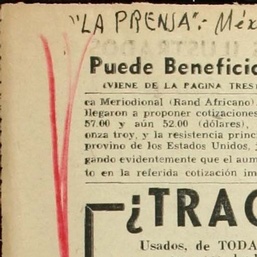 "LA PRENSA".- Méx
Puede Beneficia
(VIENE DE LA PAGINA TRES
ca Meriodional (Rand Africano)
llegaron a proponer cotizaciones
57.00 y aún 52.00 (dólares),
onza troy, y la resistencia princ
provino de los Estados Unidos,
gando evidentemente que el aum
to en la referida cotización im
¡TRAC
Usados, de TODA